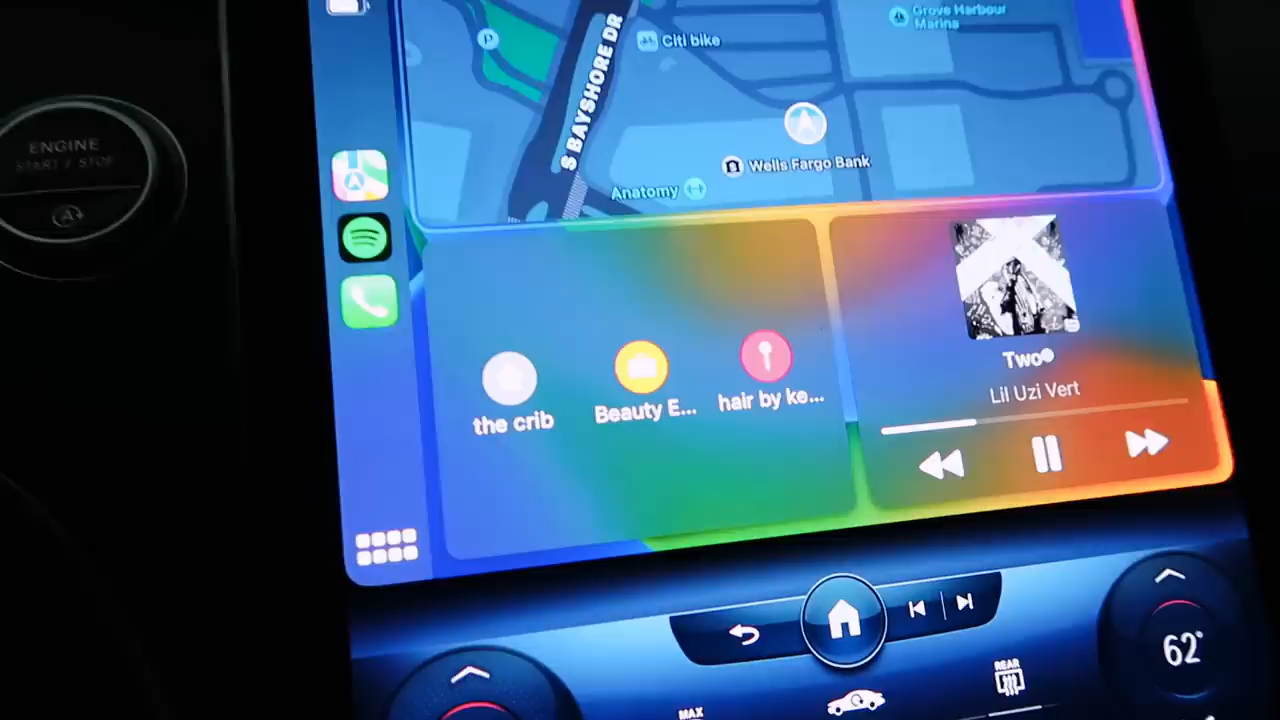 Grove Harbour
Marina
P
Citi bike
S BAYSHORE DR
ENGINE
START / STOP
A
Wells Fargo Bank
Anatomy
Two
Lil Uzi Vert
the crib
Beauty E...
hair by ke...
62°
REAR
MAX